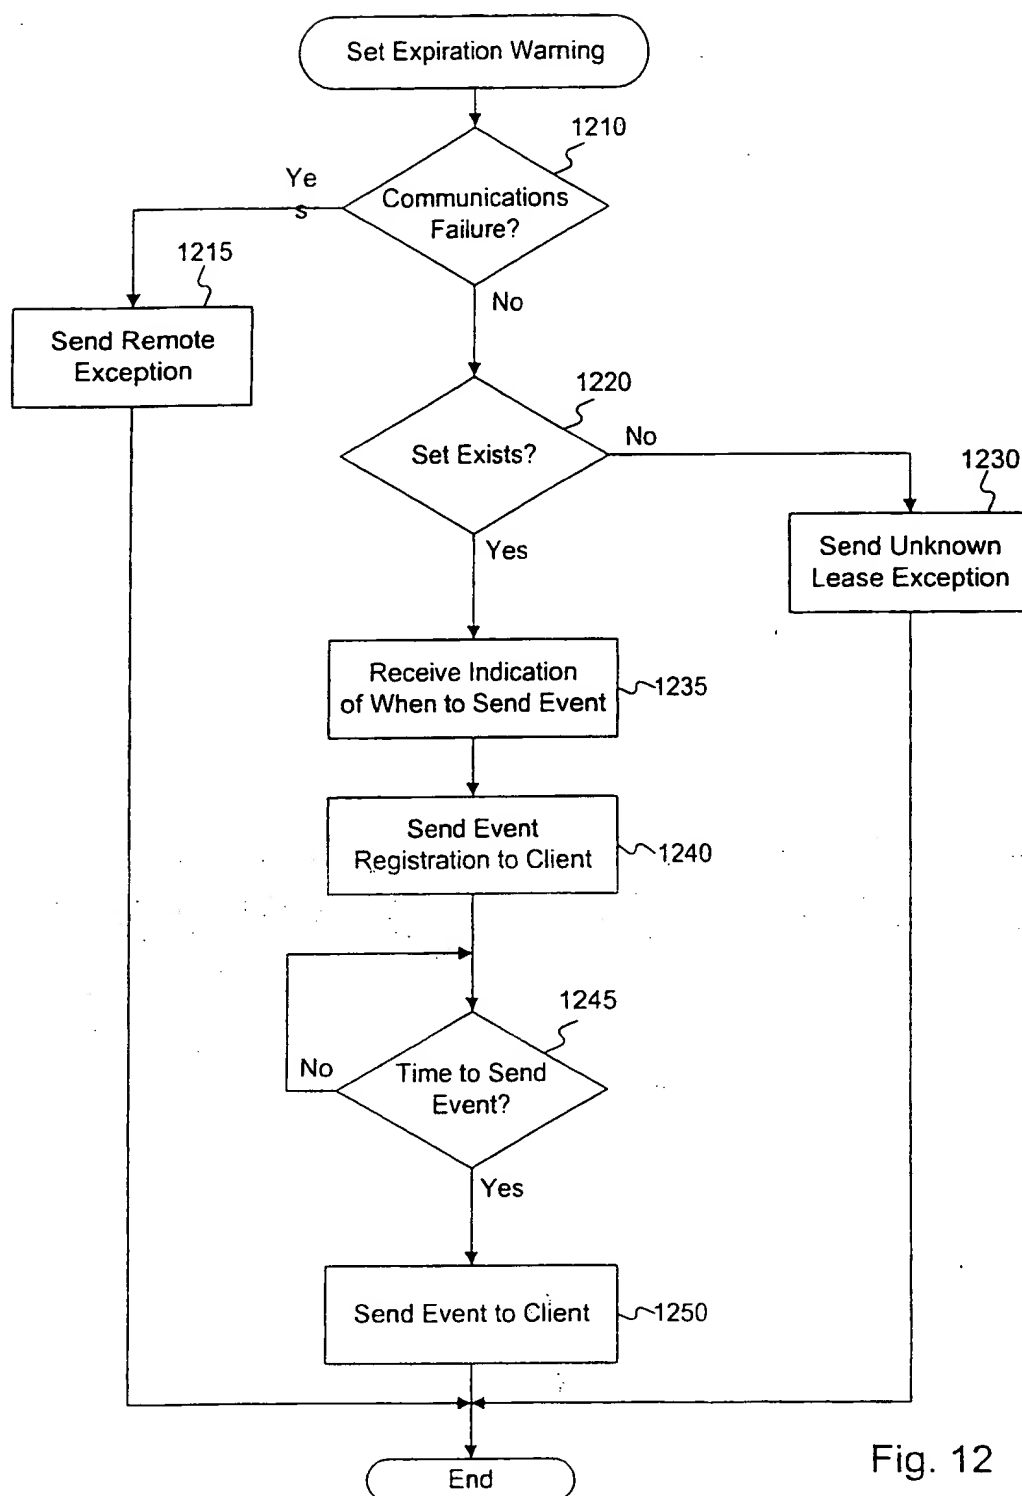 Set Expiration Warning
1210
Communications
Failure?
Ye
s
No
1215
Send Remote
Exception
1220
Set Exists?
No
1230
Send Unknown
Lease Exception
Yes
Receive Indication
of When to Send Event
1235
Send Event
Registration to Client
1240
1245
Time to Send
Event?
No
Yes
Send Event to Client
1250
End
Fig. 12